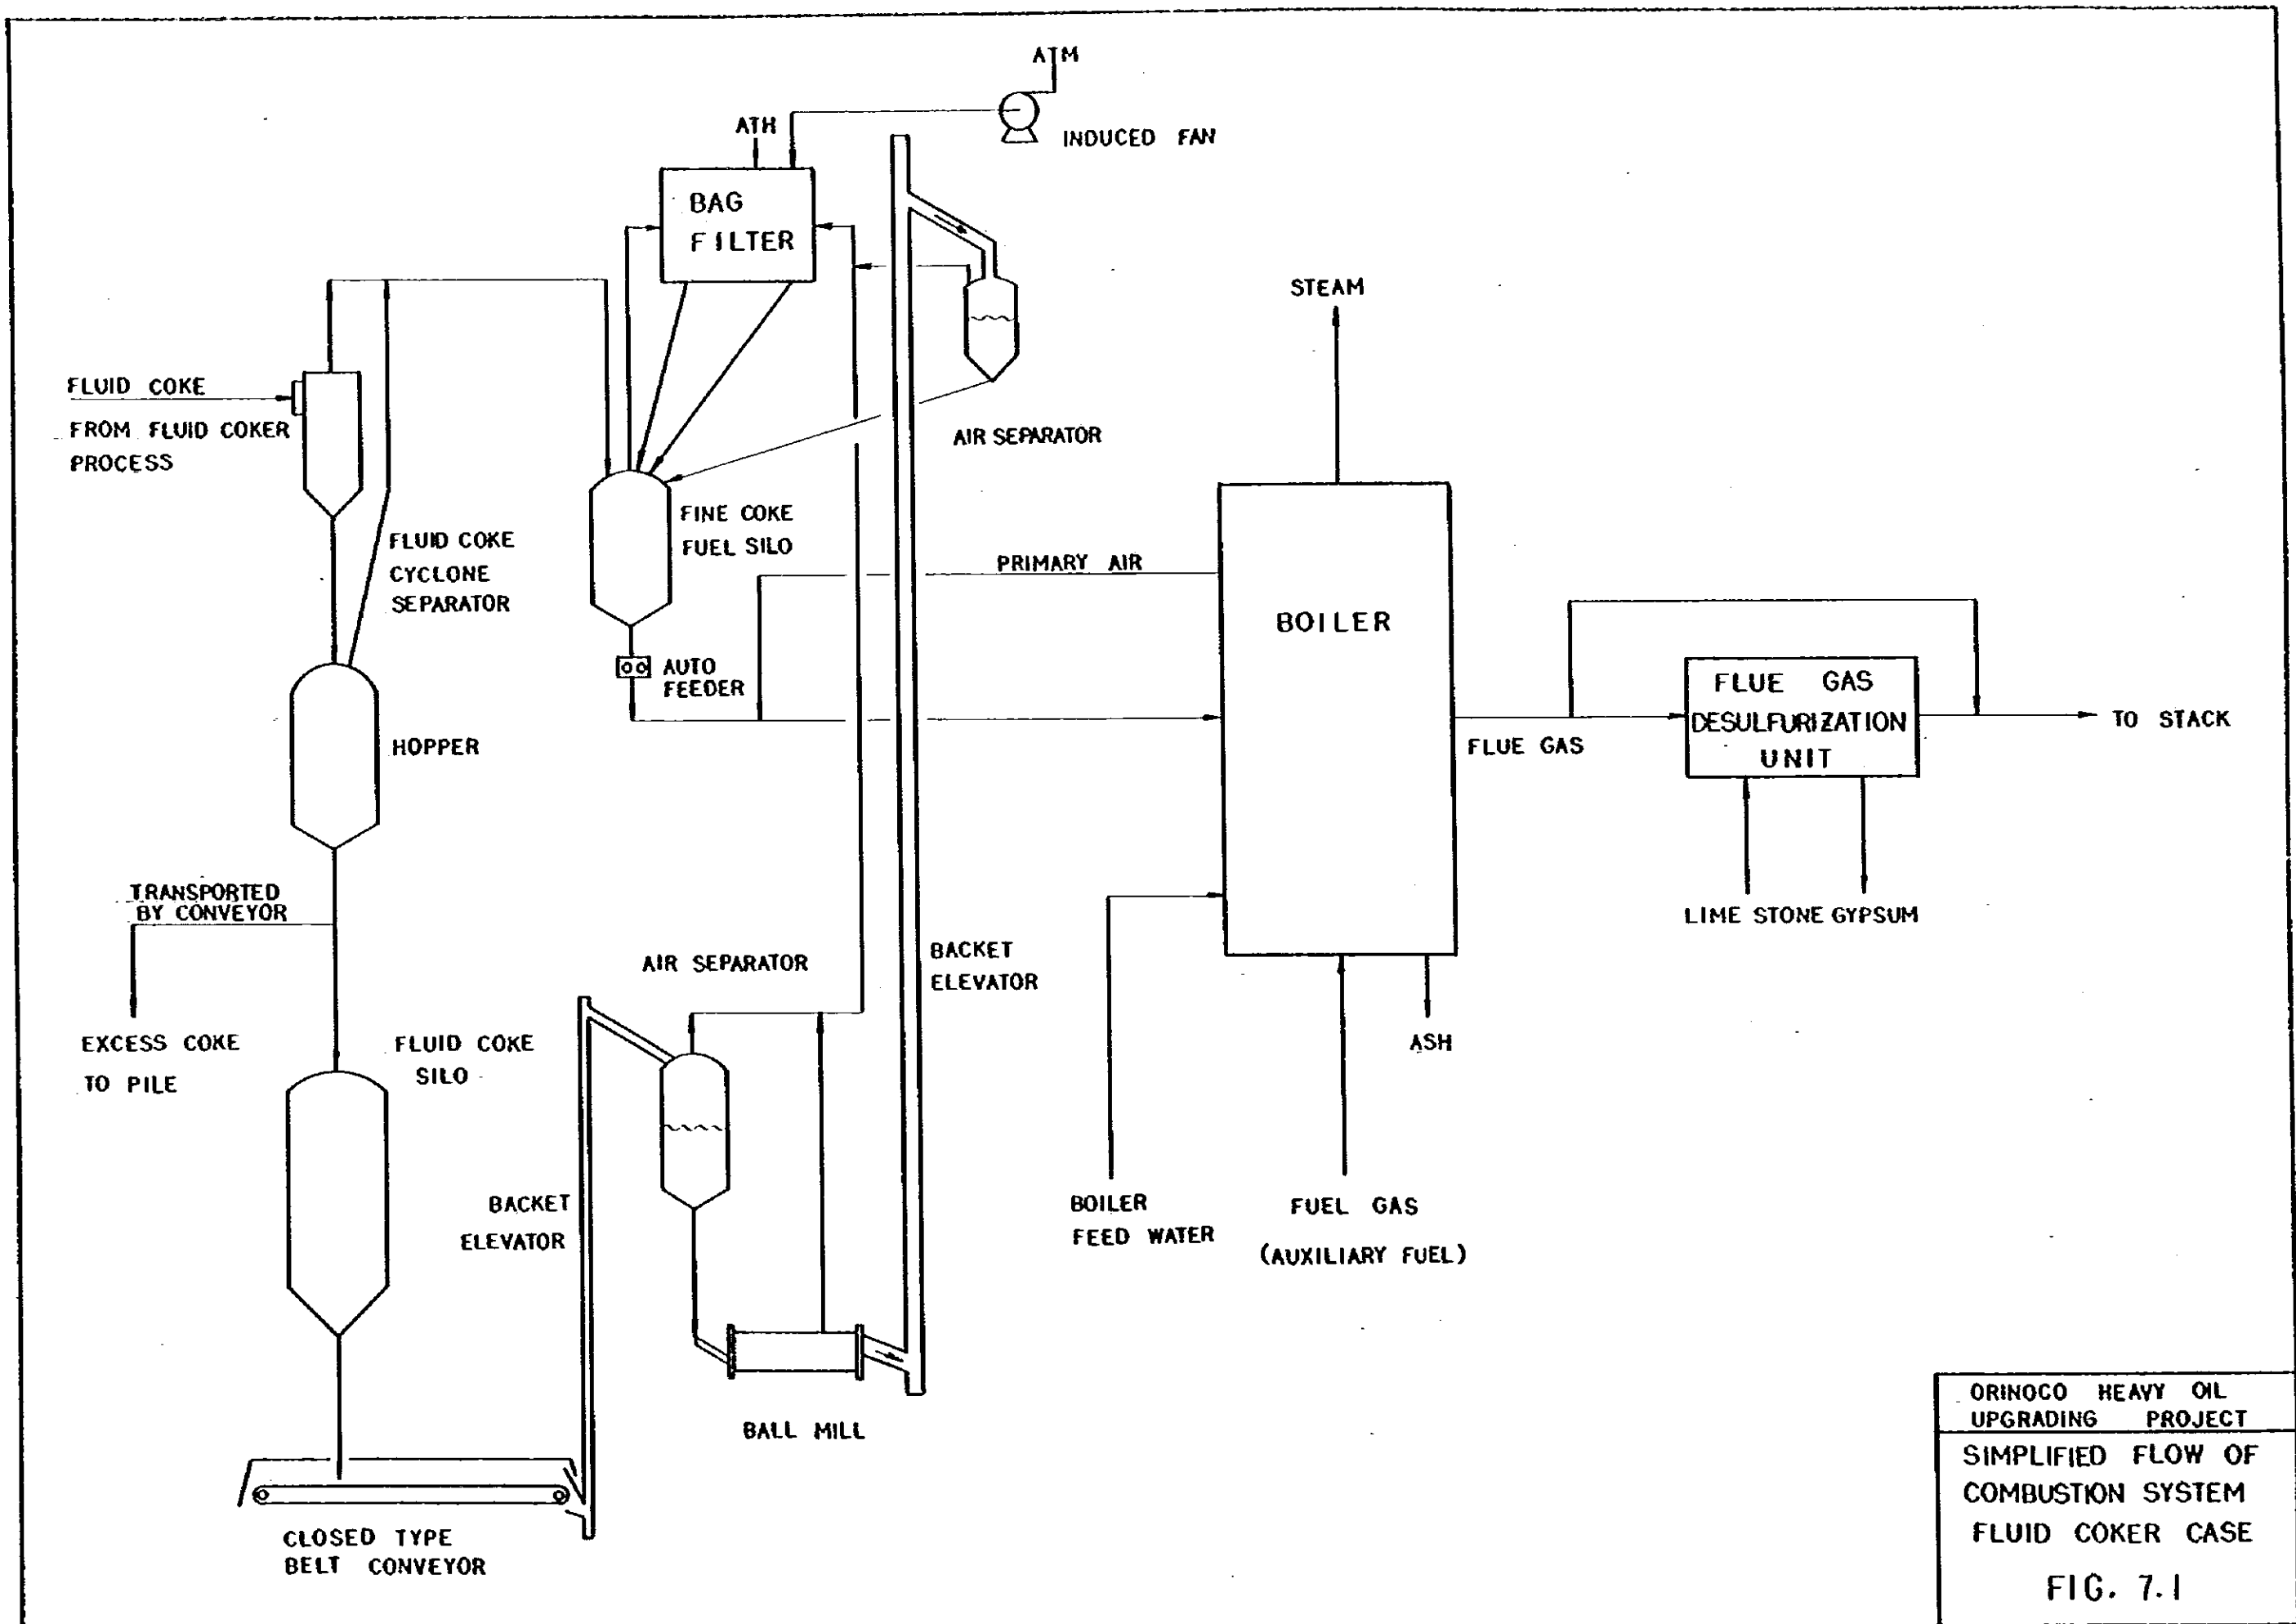 ATM
ATH
INDUCED FAN
BAG
FILTER
STEAM
FLUID COKE
FROM FLUID COKER
PROCESS
AIR SEPARATOR
FINE COKE
FUEL SILO
FLUID COKE
CYCLONE
SEPARATOR
PRIMARY AIR
BOILER
AUTO
FEEDER
FLUE GAS
DESULFURIZATION
UNIT
TO STACK
HOPPER
FLUE GAS
TRANSPORTED
BY CONVEYOR
LIME STONE GYPSUM
AIR SEPARATOR
BACKET
ELEVATOR
EXCESS COKE
TO PILE
FLUID COKE
SILO
ASH
BACKET
ELEVATOR
BOILER
FEED WATER
FUEL GAS
(AUXILIARY FUEL)
BALL MILL
CLOSED TYPE
BELT CONVEYOR
ORINOCO HEAVY OIL
UPGRADING PROJECT
SIMPLIFIED FLOW OF
COMBUSTION SYSTEM
FLUID COKER CASE
FIG. 7.1